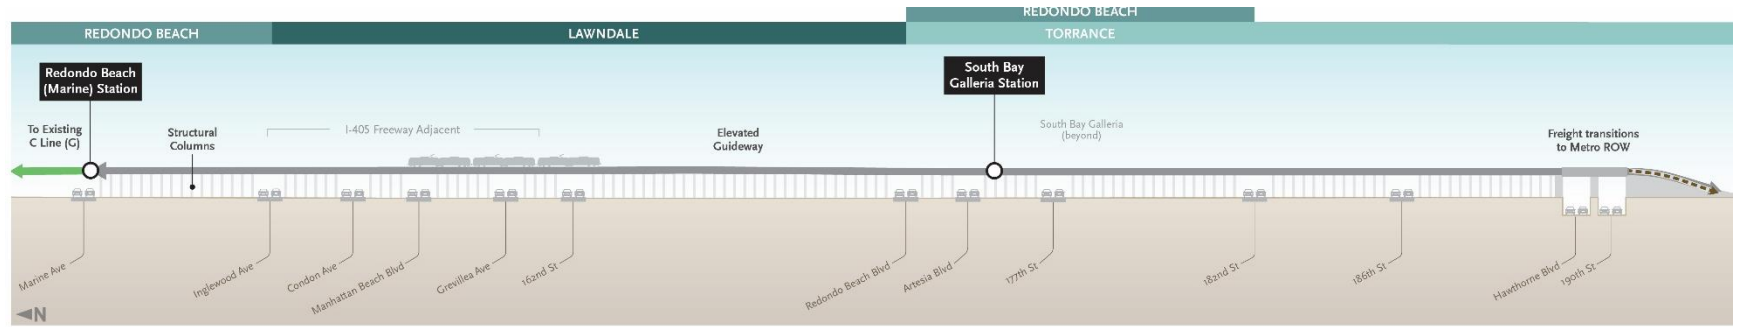 REDONDO BEACH
REDONDO BEACH
LAWNDALE
TORRANCE
Redondo Beach
(Marine) Station
South Bay
Galleria Station
To Existing
C Line (G)
Structural
Columns
I-405 Freeway Adjacent
Elevated
Guideway
South Bay Galleria
(beyond)
Freight transitions
to Metro ROW
Marine Ave
Inglewood Ave
Condon Ave
Manhattan Beach Blvd
Grevillea Ave
162nd St
Redondo Beach Blvd
Artesia Blvd
177th St
182nd St
186th St
Hawthorne Blvd
190th St
N